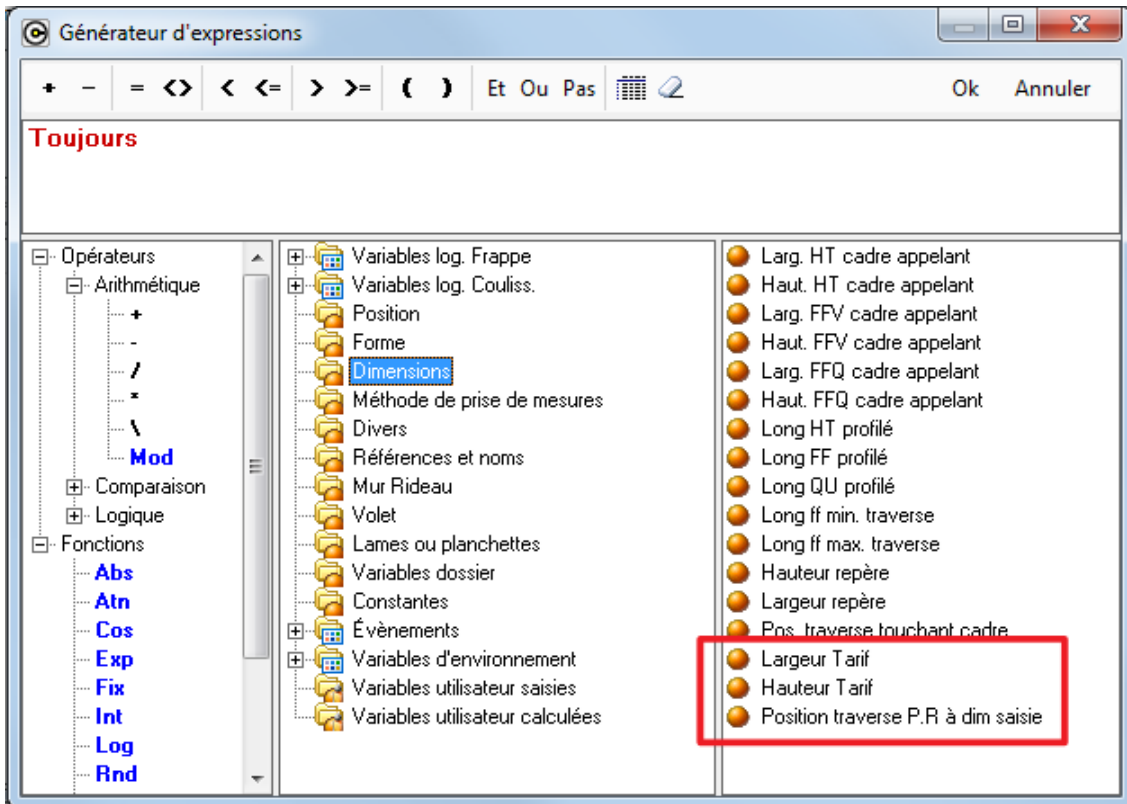 Générateur d'expressions
+ - = <> < <= > >= ( ) Et Ou Pas Ok Annuler
Toujours
Opérateurs
Arithmétique
+
-
/
*
\
Mod
Comparaison
Logique
Fonctions
Abs
Atn
Cos
Exp
Fix
Int
Log
Rnd
Variables log. Frappe
Variables log. Couliss.
Position
Forme
Dimensions
Méthode de prise de mesures
Divers
Références et noms
Mur Rideau
Volet
Lames ou planchettes
Variables dossier
Constantes
Évènements
Variables d'environnement
Variables utilisateur saisies
Variables utilisateur calculées
Larg. HT cadre appelant
Haut. HT cadre appelant
Larg. FFV cadre appelant
Haut. FFV cadre appelant
Larg. FFQ cadre appelant
Haut. FFQ cadre appelant
Long HT profilé
Long FF profilé
Long QU profilé
Long ff min. traverse
Long ff max. traverse
Hauteur repère
Largeur repère
Pos. traverse touchant cadre
Largeur Tarif
Hauteur Tarif
Position traverse P.R à dim saisie